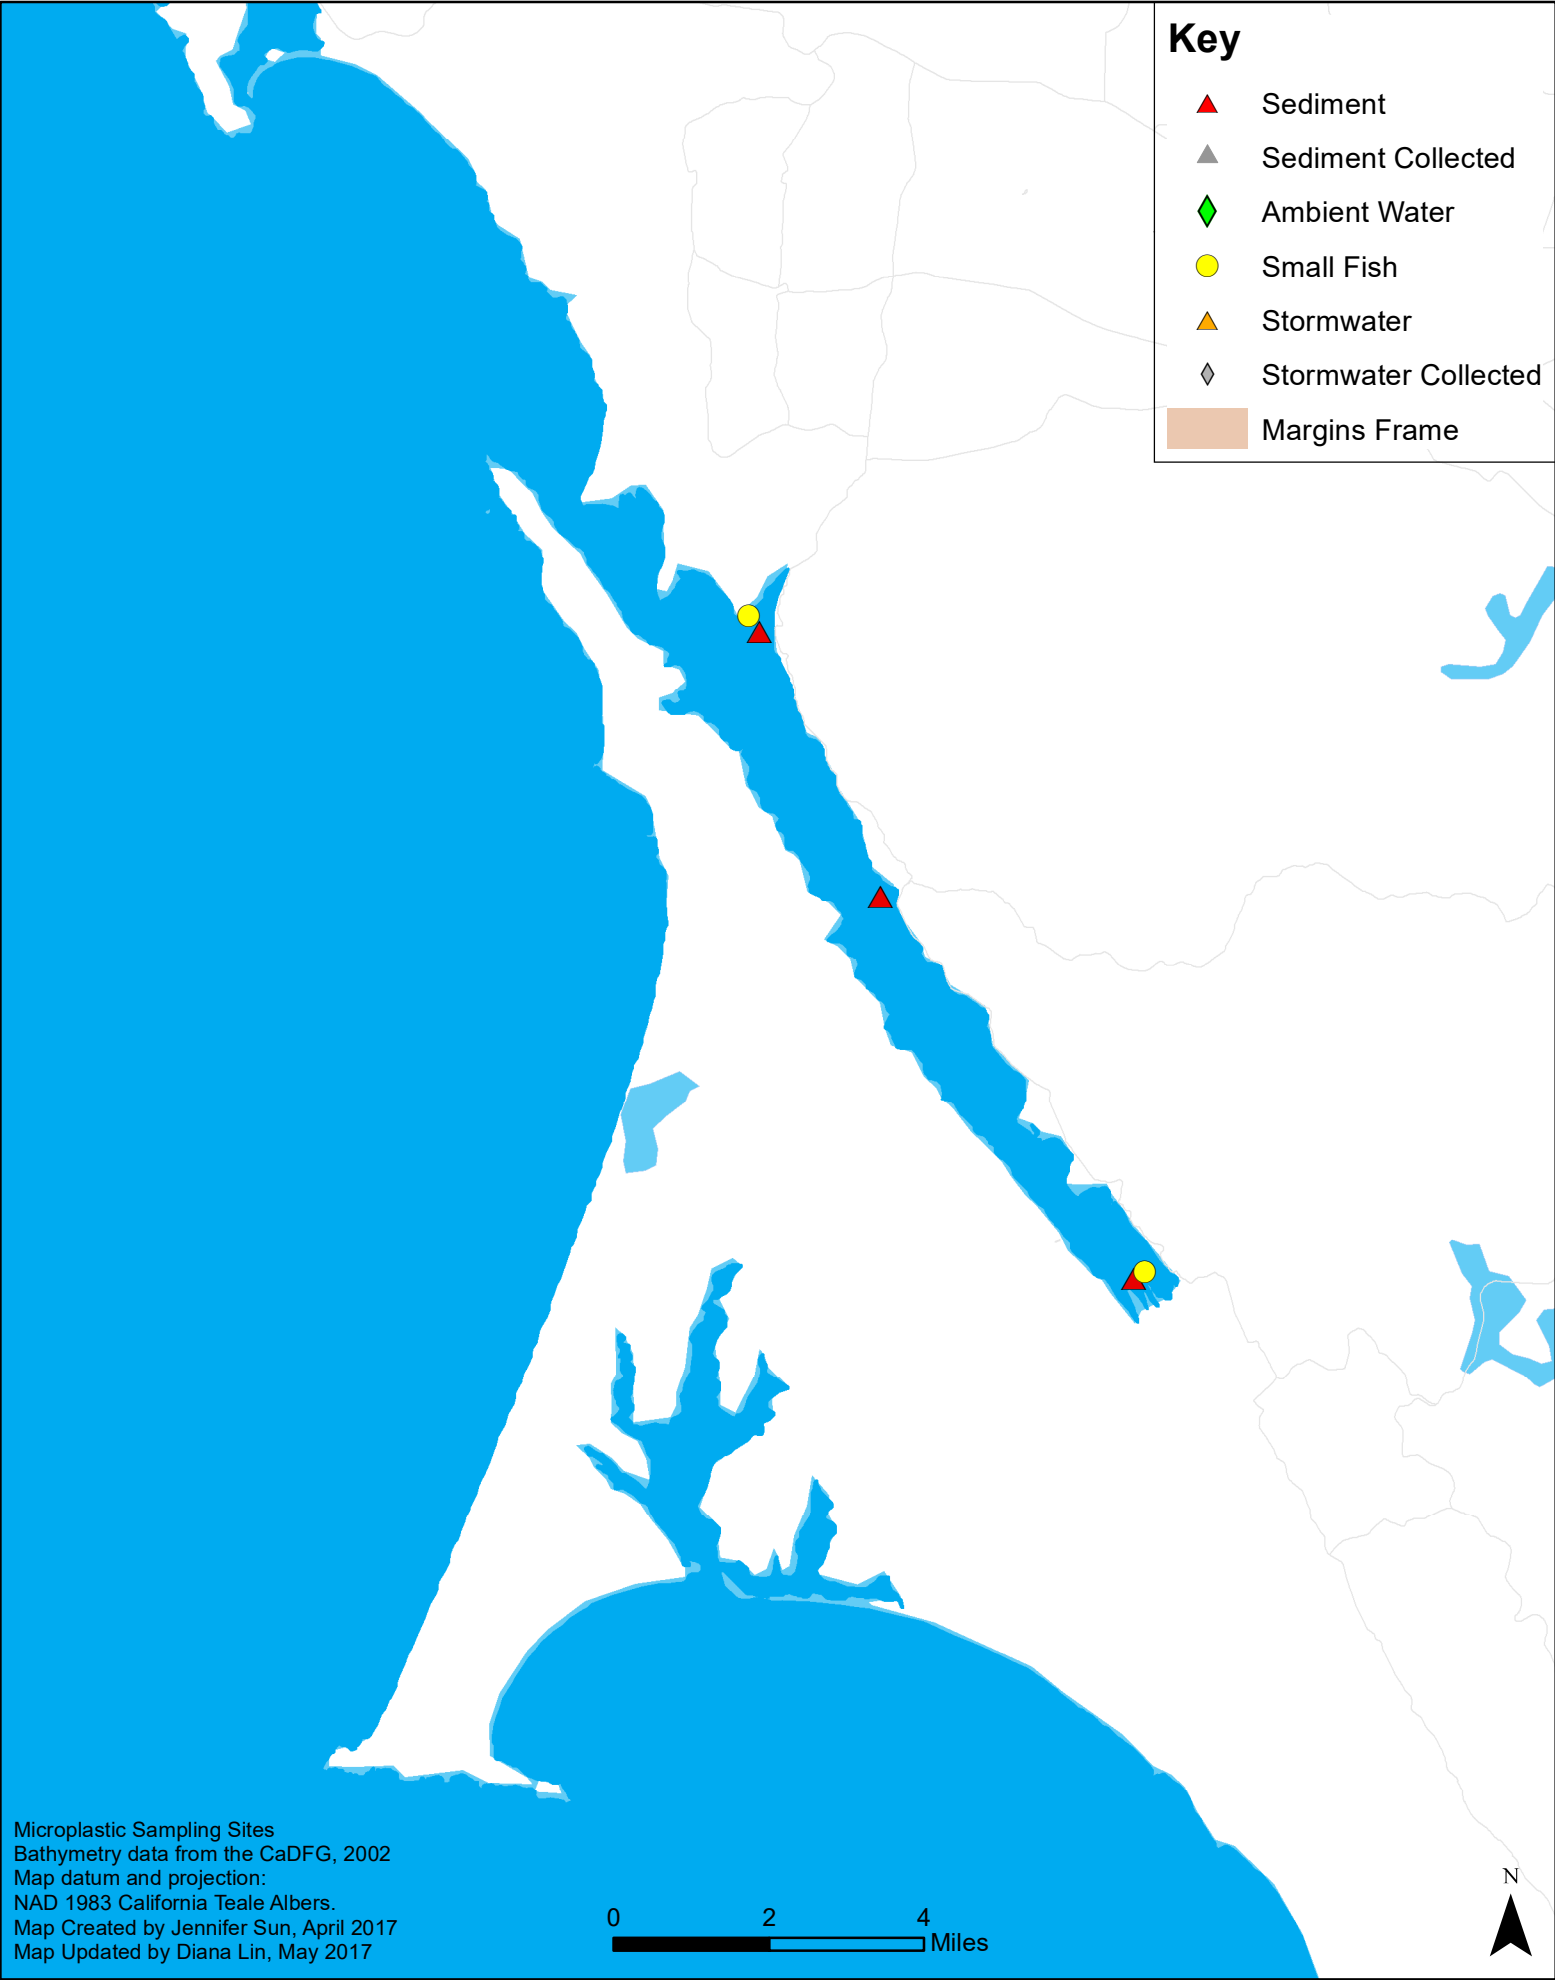 Key
Sediment
Sediment Collected
Ambient Water
Small Fish
Stormwater
Stormwater Collected
Margins Frame
Microplastic Sampling Sites
Bathymetry data from the CaDFG, 2002
Map datum and projection:
NAD 1983 California Teale Albers.
Map Created by Jennifer Sun, April 2017
Map Updated by Diana Lin, May 2017
0 2 4
Miles
N